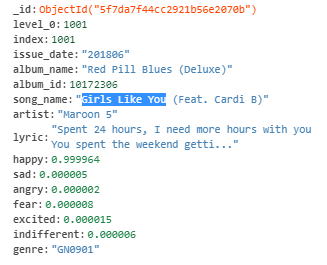 _id: ObjectId("5f7da7f44cc2921b56e2070b")
level_0: 1001
index: 1001
issue_date: "201806"
album_name: "Red Pill Blues (Deluxe)"
album_id: 10172306
song_name: "Girls Like You (Feat. Cardi B)"
artist: "Maroon 5"
lyric: "Spent 24 hours, I need more hours with you
You spent the weekend getti..."
happy: 0.999964
sad: 0.000005
angry: 0.000002
fear: 0.000008
excited: 0.000015
indifferent: 0.000006
genre: "GN0901"